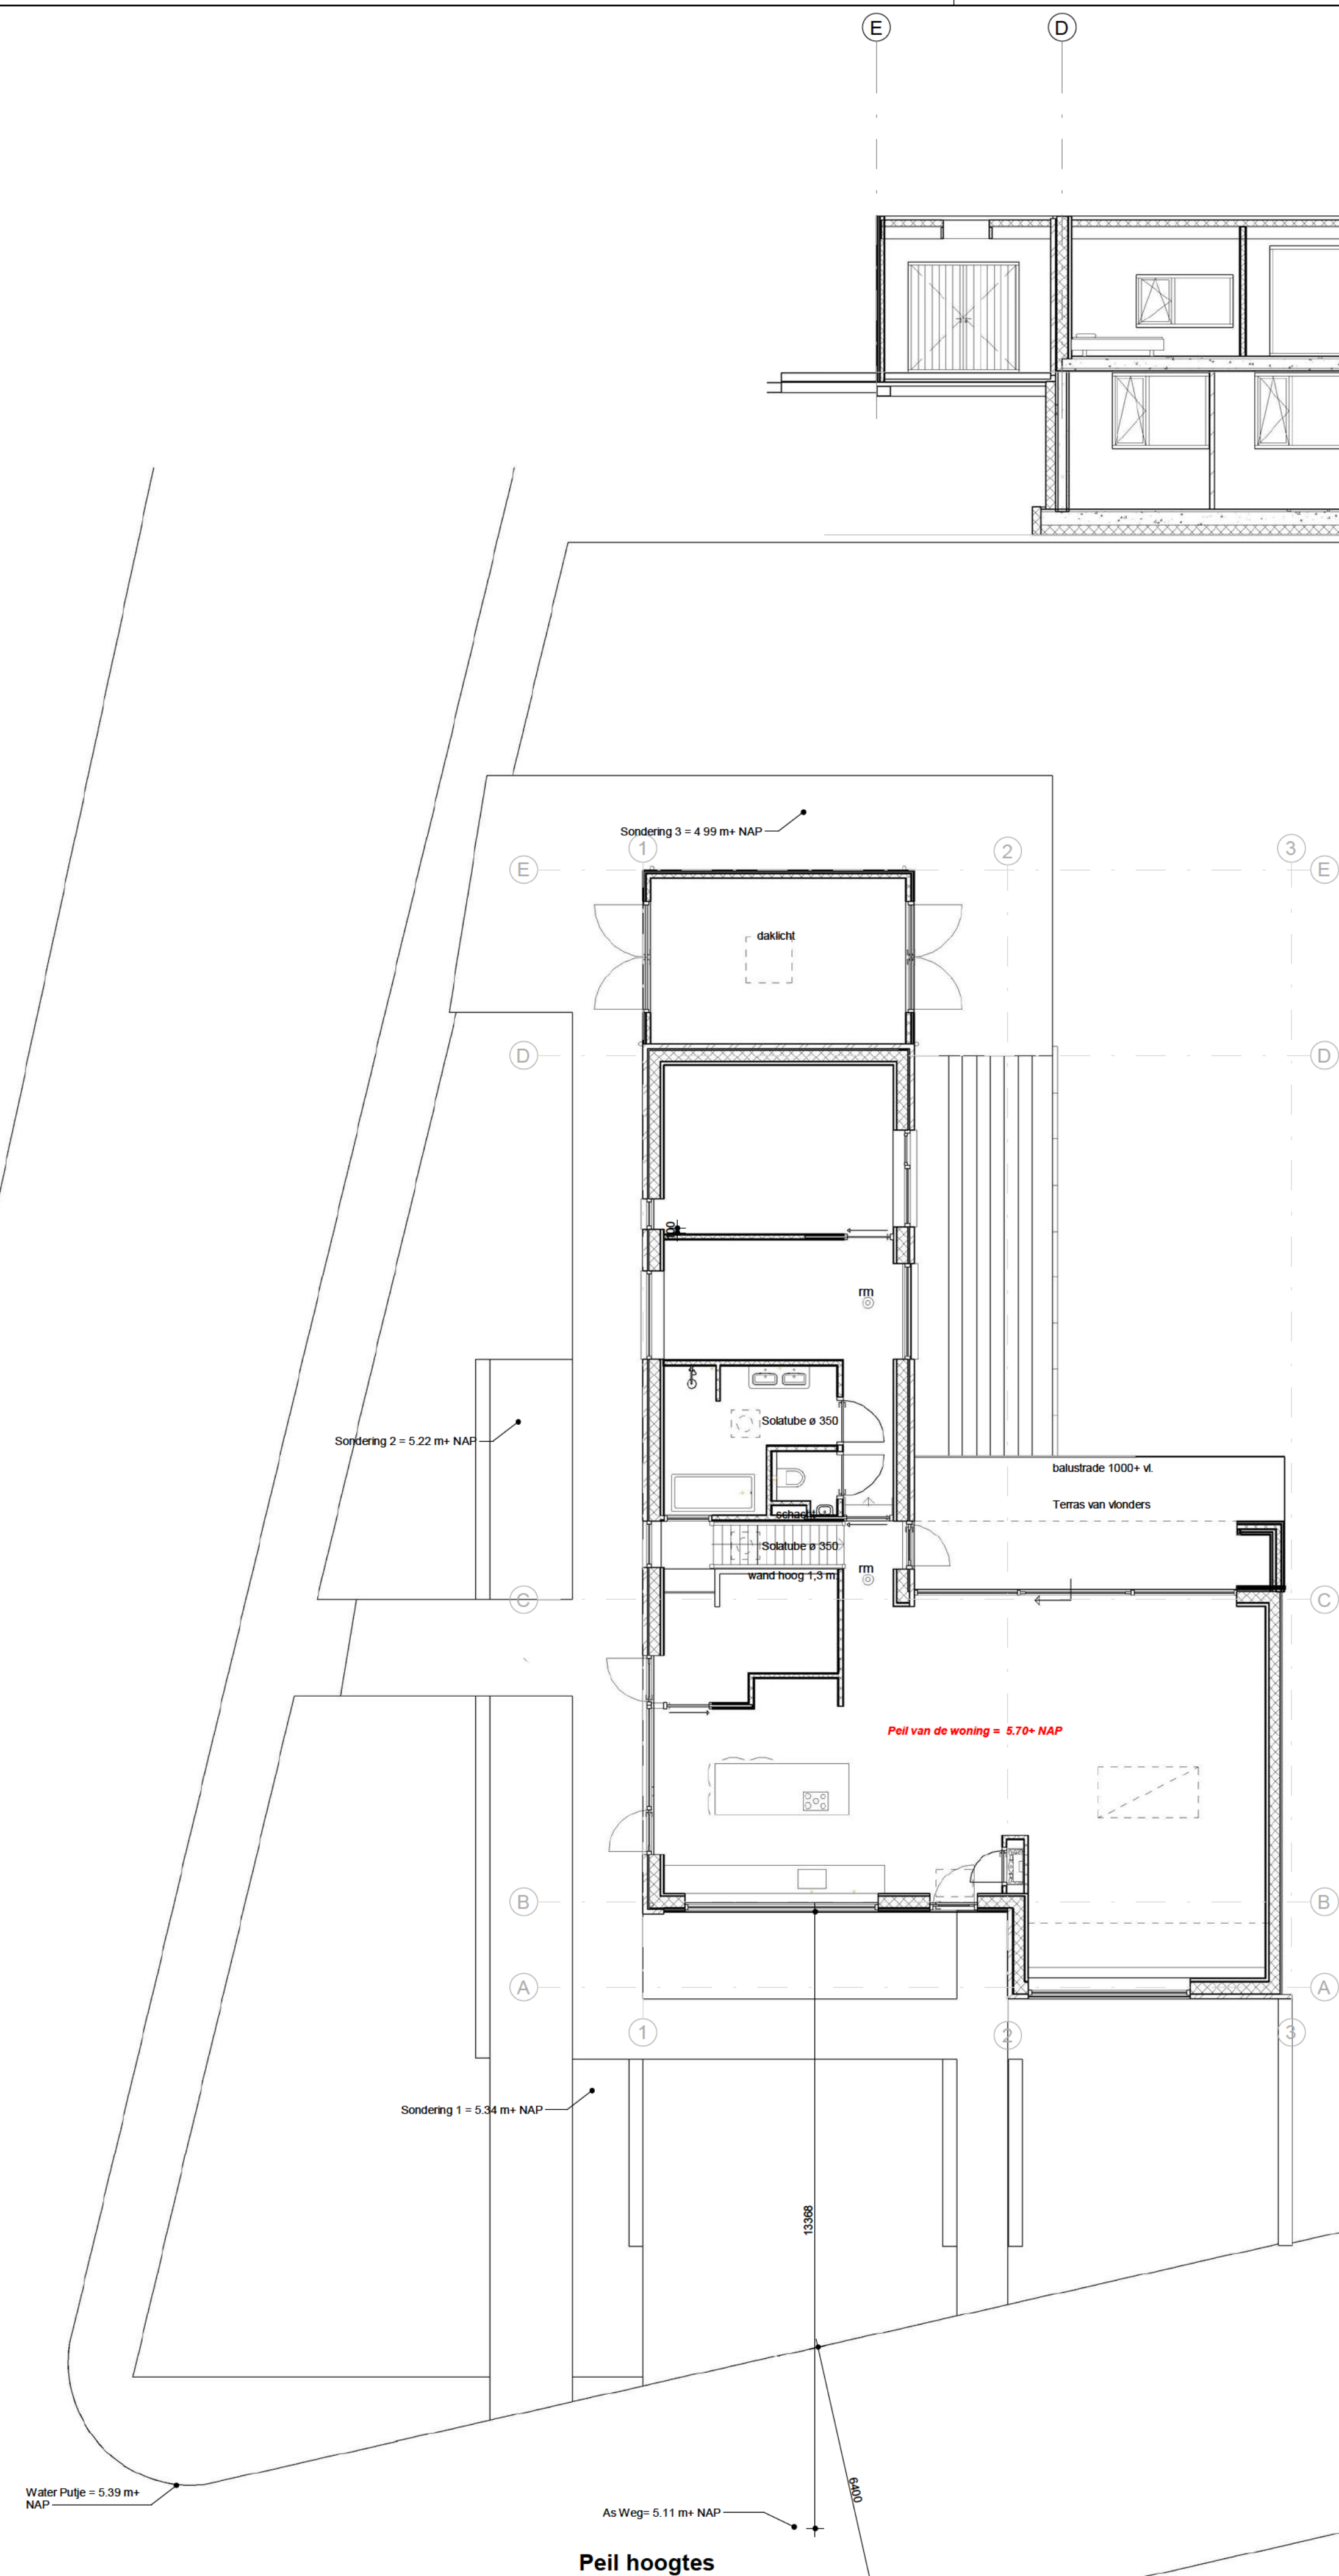 E D
Sondering 3 = 4 99 m+ NAP
1 2 3
E E
daklicht
D D
100
rm
Solatube ø 350
Sondering 2 = 5.22 m+ NAP
balustrade 1000+ vl.
Terras van vlonders
schacht
Solatube ø 350
wand hoog 1,3 m.
rm
C C
Peil van de woning = 5.70+ NAP
B B
A A
1 2 3
Sondering 1 = 5.34 m+ NAP
13368
Water Putje = 5.39 m+
NAP
6400
As Weg= 5.11 m+ NAP
Peil hoogtes